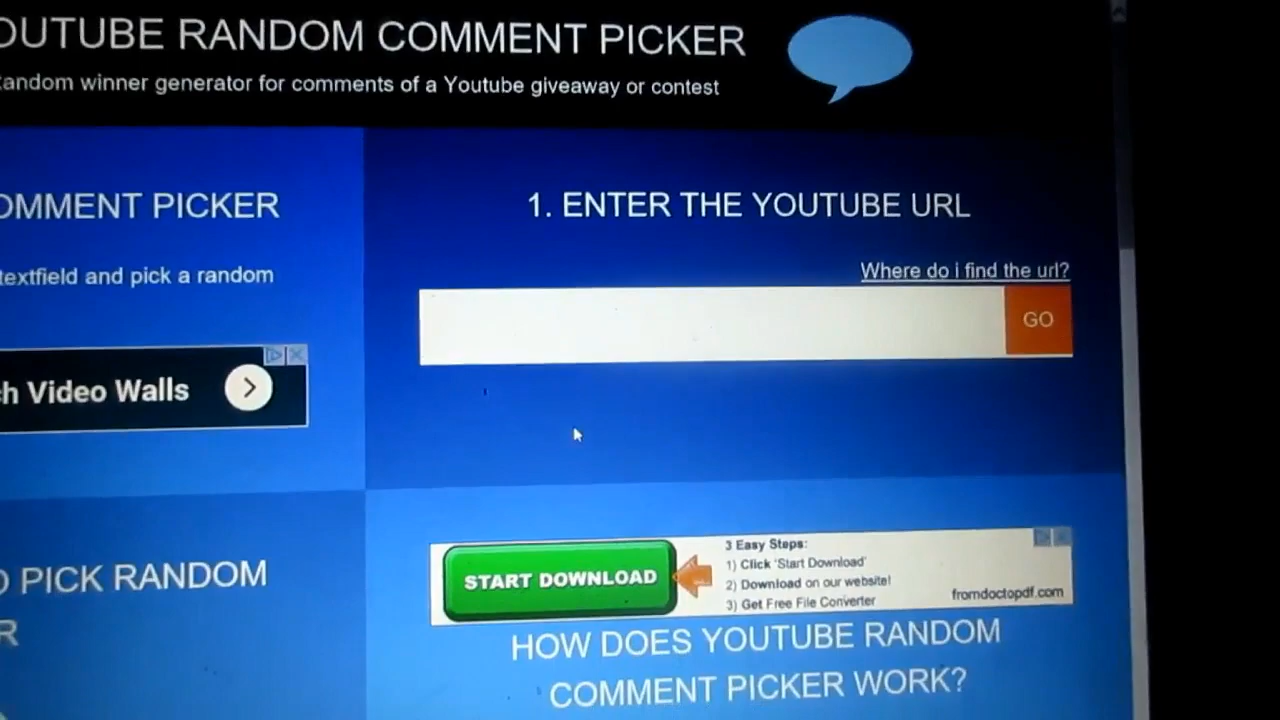 OUTUBE RANDOM COMMENT PICKER
andom winner generator for comments of a Youtube giveaway or contest
OMMENT PICKER
1. ENTER THE YOUTUBE URL
textfield and pick a random
Where do i find the url?
GO
h Video Walls
START DOWNLOAD
3 Easy Steps:
1) Click 'Start Download'
2) Download on our website!
3) Get Free File Converter
fromdoctopdf.com
PICK RANDOM
R
HOW DOES YOUTUBE RANDOM
COMMENT PICKER WORK?